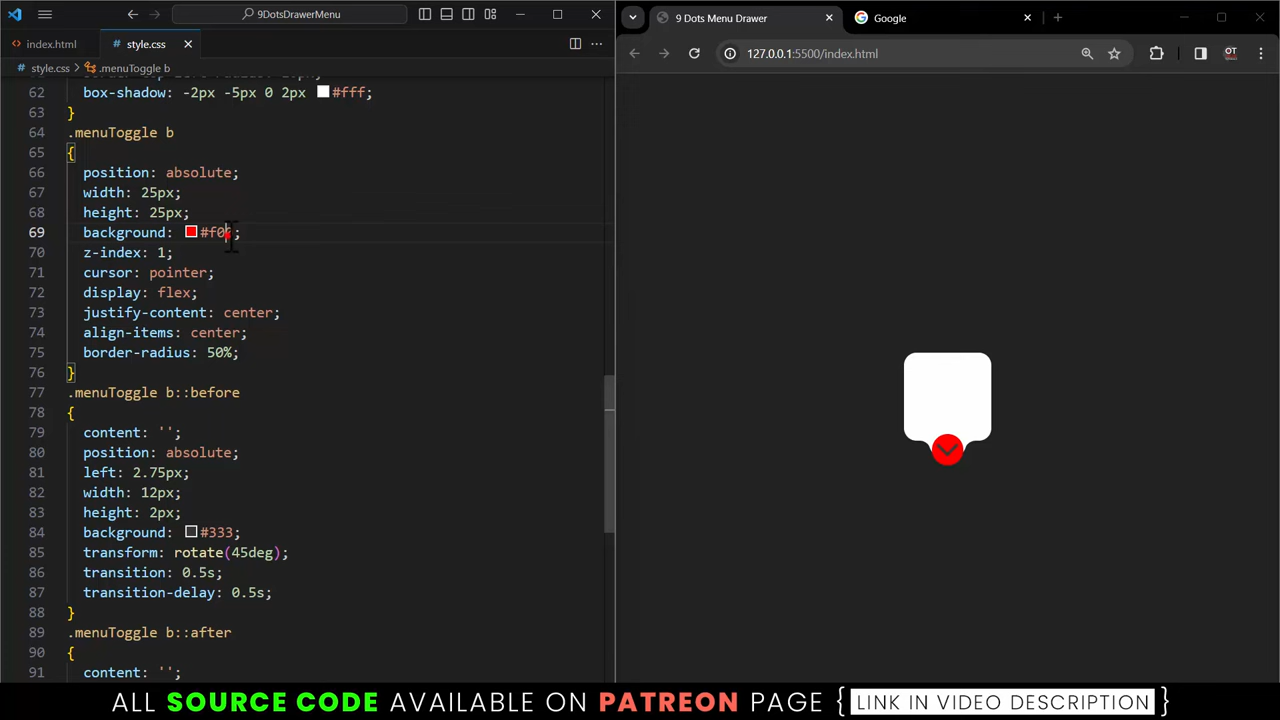 9DotsDrawerMenu
index.html
style.css
style.css > .menuToggle b
62 box-shadow: -2px -5px 0 2px #fff;
63 }
64 .menuToggle b
65 {
66 position: absolute;
67 width: 25px;
68 height: 25px;
69 background: ;
70 z-index: 1;
71 cursor: pointer;
72 display: flex;
73 justify-content: center;
74 align-items: center;
75 border-radius: 50%;
76 }
77 .menuToggle b::before
78 {
79 content: '';
80 position: absolute;
81 left: 2.75px;
82 width: 12px;
83 height: 2px;
84 background: #333;
85 transform: rotate(45deg);
86 transition: 0.5s;
87 transition-delay: 0.5s;
88 }
89 .menuToggle b::after
90 {
91 content: '';
9 Dots Menu Drawer
Google
127.0.0.1:5500/index.html
ALL SOURCE CODE AVAILABLE ON PATREON PAGE { LINK IN VIDEO DESCRIPTION }